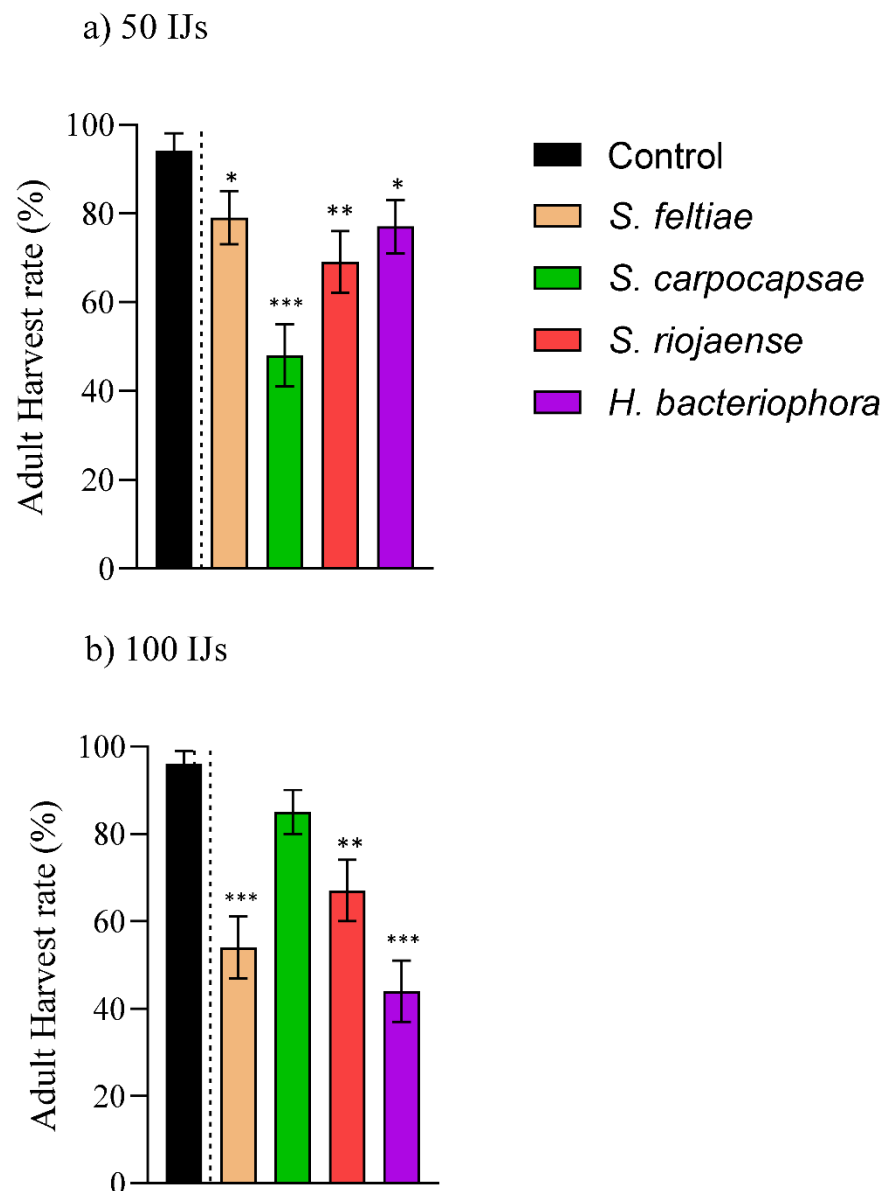 a) 50 IJs
Adult Harvest rate (%)
100
80
60
40
20
0
*
***
**
*
Control
S. feltiae
S. carpocapsae
S. riojaense
H. bacteriophora
b) 100 IJs
Adult Harvest rate (%)
100
80
60
40
20
0
***
**
***